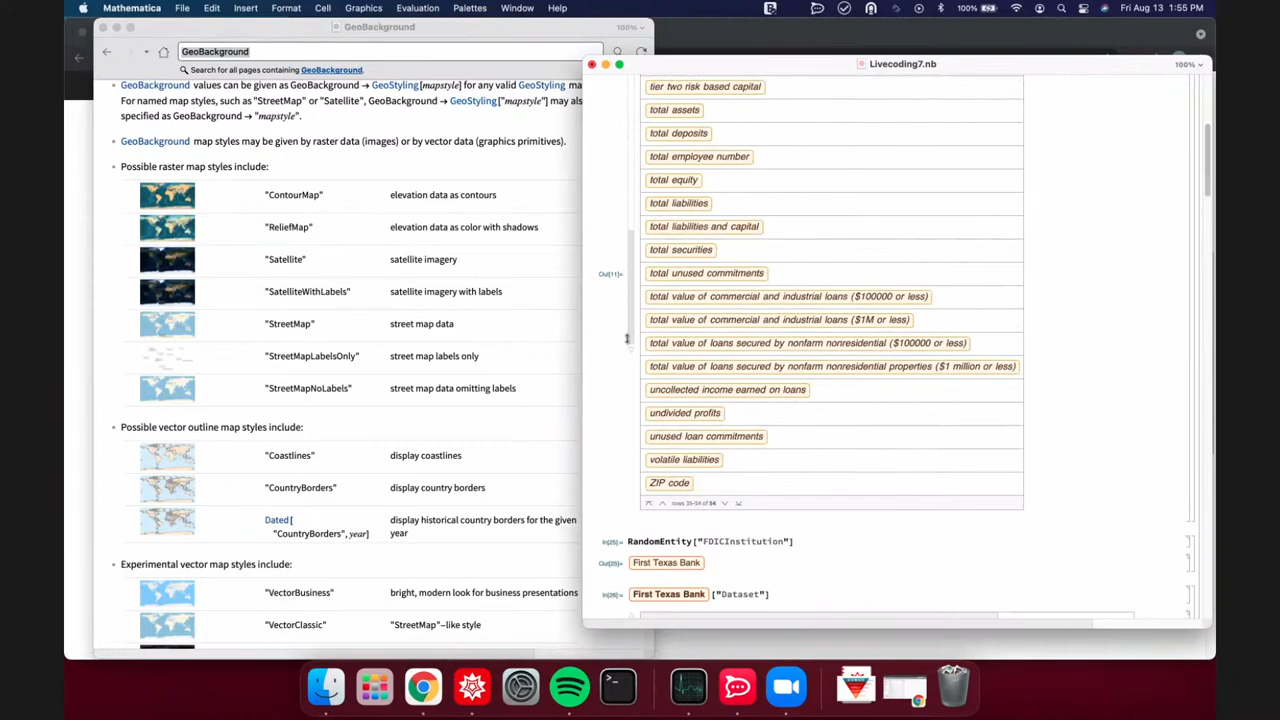 Mathematica File Edit Insert Format Cell Graphics Evaluation Palettes Window Help 100% Fri Aug 13 1:55 PM
GeoBackground 100%
GeoBackground
Search for all pages containing GeoBackground.
GeoBackground values can be given as GeoBackground → GeoStyling[mapstyle] for any valid GeoStyling ma
For named map styles, such as "StreetMap" or "Satellite", GeoBackground → GeoStyling["mapstyle"] may als
specified as GeoBackground → "mapstyle".
GeoBackground map styles may be given by raster data (images) or by vector data (graphics primitives).
Possible raster map styles include:
"ContourMap" elevation data as contours
"ReliefMap" elevation data as color with shadows
"Satellite" satellite imagery
"SatelliteWithLabels" satellite imagery with labels
"StreetMap" street map data
"StreetMapLabelsOnly" street map labels only
"StreetMapNoLabels" street map data omitting labels
Possible vector outline map styles include:
"Coastlines" display coastlines
"CountryBorders" display country borders
Dated[ display historical country borders for the given
"CountryBorders", year] year
Experimental vector map styles include:
"VectorBusiness" bright, modern look for business presentations
"VectorClassic" "StreetMap"-like style
Livecoding7.nb 100%
tier two risk based capital
total assets
total deposits
total employee number
total equity
total liabilities
total liabilities and capital
total securities
Out[11]= total unused commitments
total value of commercial and industrial loans ($100000 or less)
total value of commercial and industrial loans ($1M or less)
total value of loans secured by nonfarm nonresidential ($100000 or less)
total value of loans secured by nonfarm nonresidential properties ($1 million or less)
uncollected income earned on loans
undivided profits
unused loan commitments
volatile liabilities
ZIP code
rows 35–54 of 54
In[25]:= RandomEntity["FDICInstitution"]
Out[25]= First Texas Bank
In[26]:= First Texas Bank ["Dataset"]